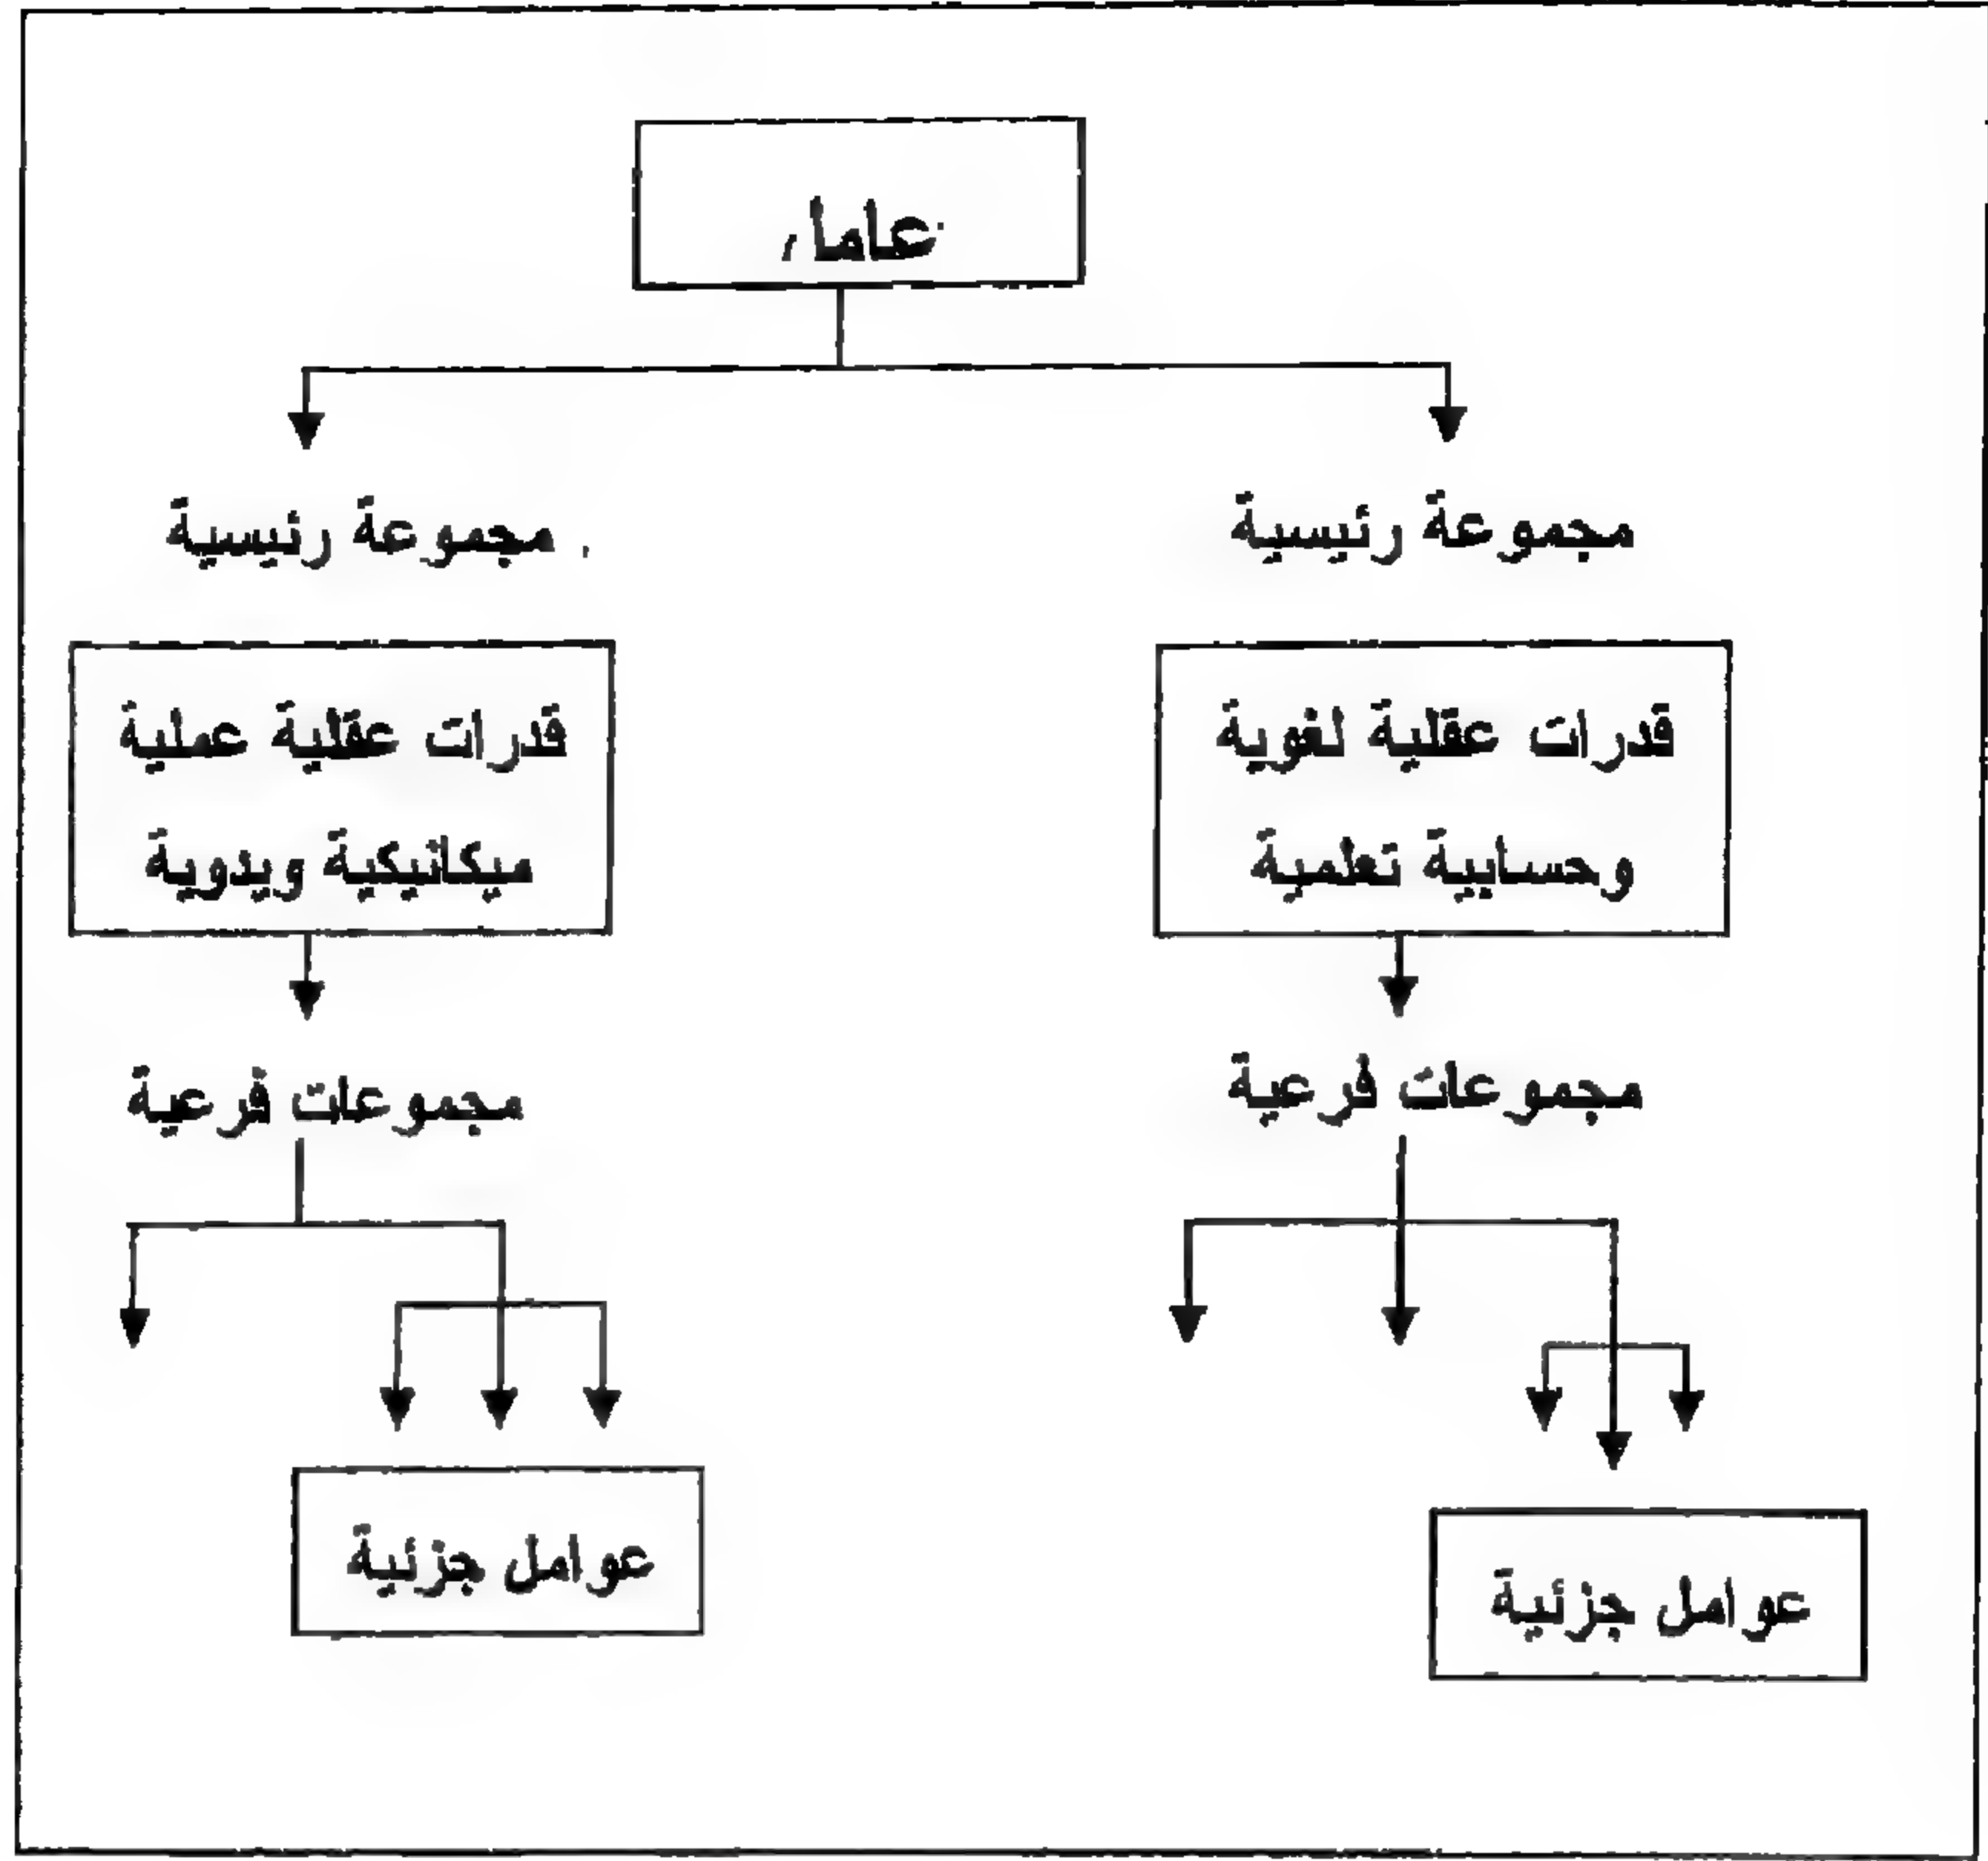 مجموعة رئيسية
مجموعة رئيسية
قدرات عقلية لغوية
وحسابية تعلمية
قدرات عقلية عملية
ميكانيكية ويدوية
مجموعات فرعية
مجموعات فرعية
عوامل جزئية
عوامل جزئية